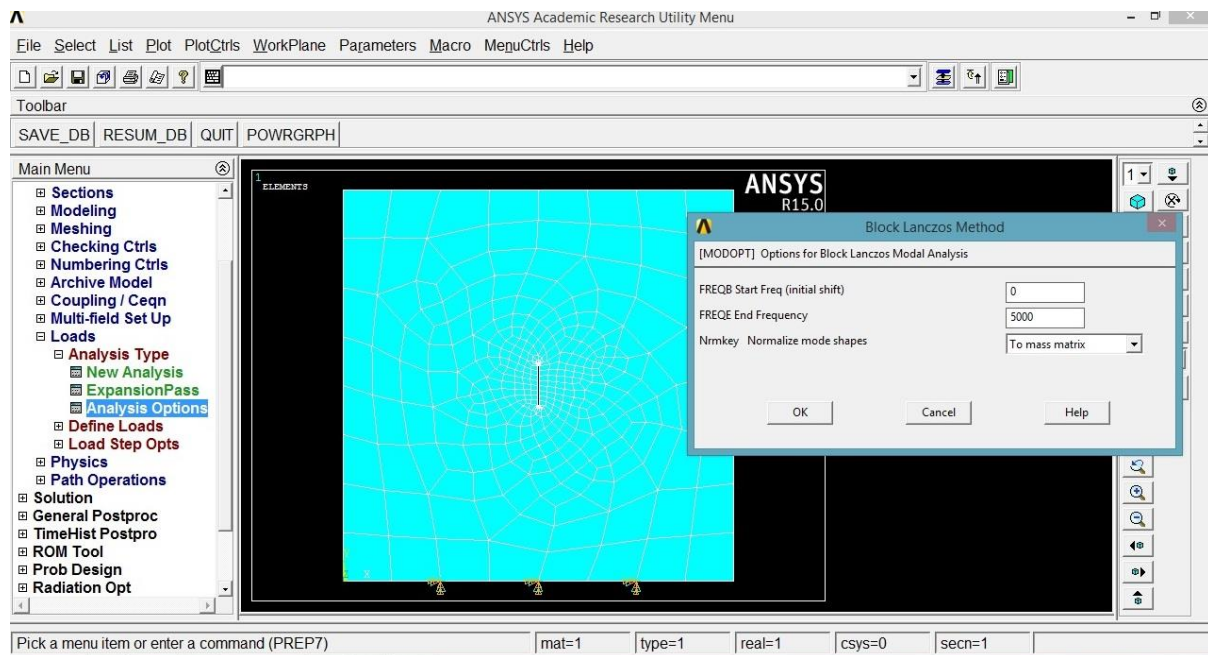 ANSYS Academic Research Utility Menu
File Select List Plot PlotCtrls WorkPlane Parameters Macro MenuCtrls Help
Toolbar
SAVE_DB RESUM_DB QUIT POWRGRPH
Main Menu
Sections
Modeling
Meshing
Checking Ctrls
Numbering Ctrls
Archive Model
Coupling / Ceqn
Multi-field Set Up
Loads
Analysis Type
New Analysis
ExpansionPass
Analysis Options
Define Loads
Load Step Opts
Physics
Path Operations
Solution
General Postproc
TimeHist Postpro
ROM Tool
Prob Design
Radiation Opt
1
ELEMENTS
ANSYS
R15.0
X
1
Block Lanczos Method
[MODOPT] Options for Block Lanczos Modal Analysis
FREQB Start Freq (initial shift) 0
FREQE End Frequency 5000
Nrmkey Normalize mode shapes To mass matrix
OK Cancel Help
Pick a menu item or enter a command (PREP7) mat=1 type=1 real=1 csys=0 secn=1